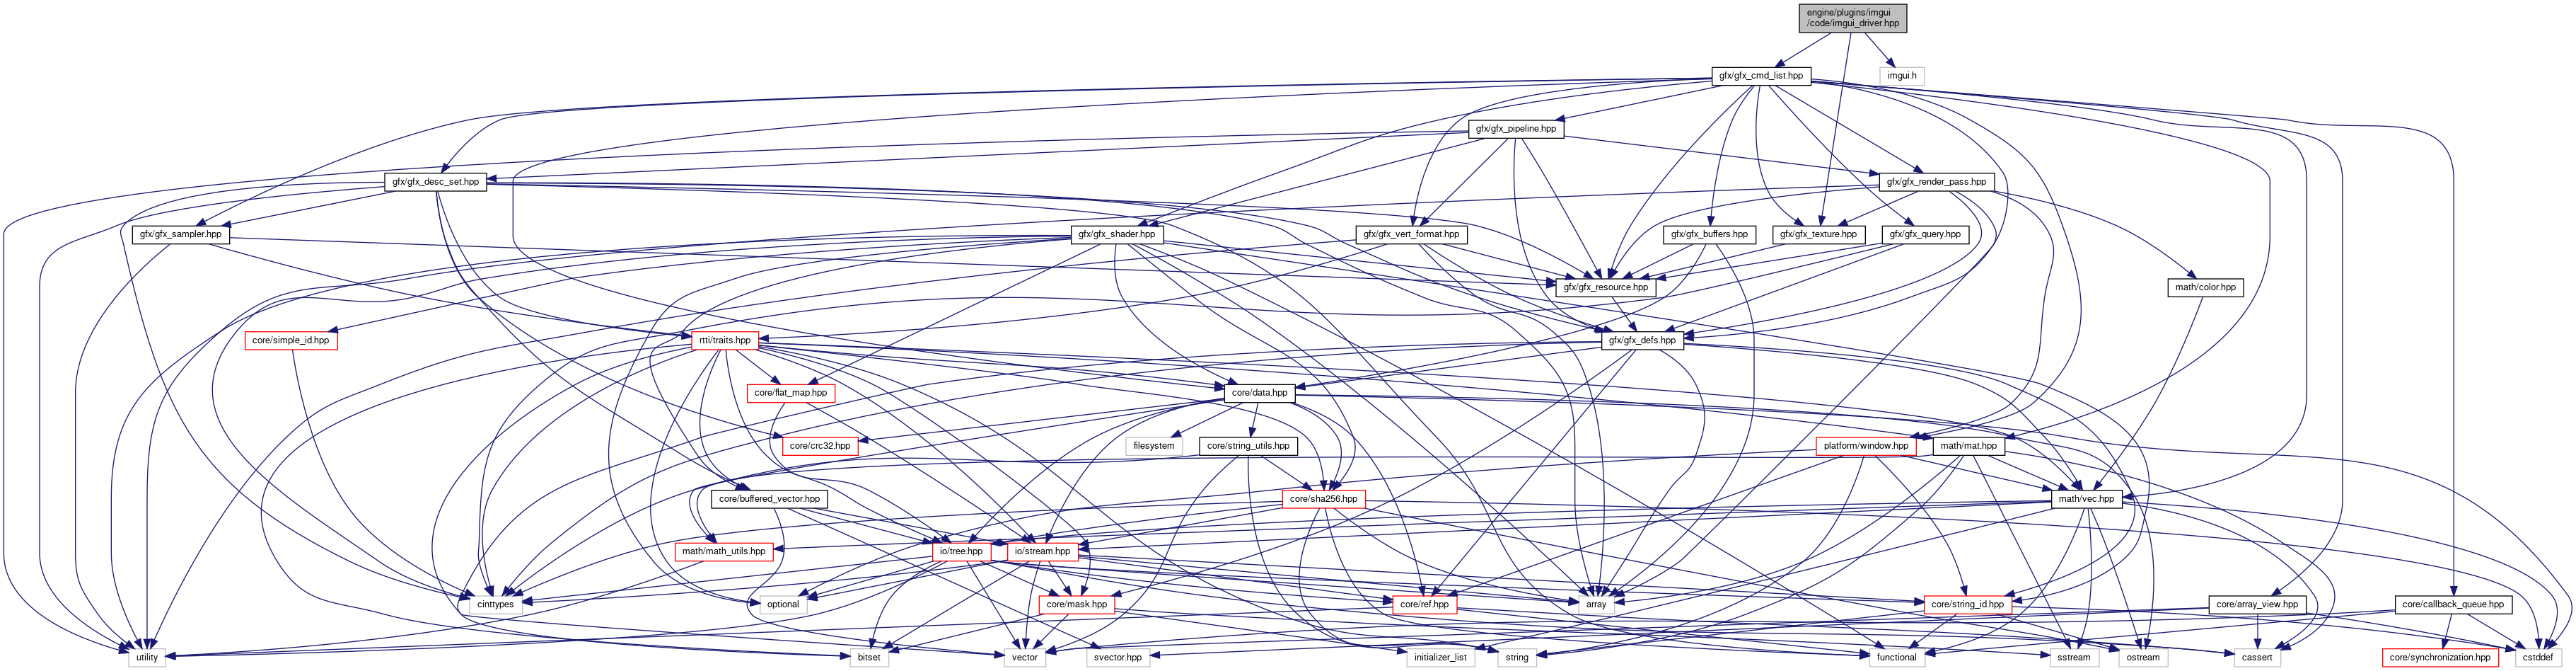 engine/plugins/imgui
/code/imgui_driver.hpp
gfx/gfx_cmd_list.hpp
imgui.h
gfx/gfx_pipeline.hpp
gfx/gfx_desc_set.hpp
gfx/gfx_render_pass.hpp
gfx/gfx_sampler.hpp
gfx/gfx_shader.hpp
gfx/gfx_vert_format.hpp
gfx/gfx_buffers.hpp
gfx/gfx_texture.hpp
gfx/gfx_query.hpp
gfx/gfx_resource.hpp
math/color.hpp
core/simple_id.hpp
rtti/traits.hpp
gfx/gfx_defs.hpp
core/flat_map.hpp
core/data.hpp
core/crc32.hpp
filesystem
core/string_utils.hpp
platform/window.hpp
math/mat.hpp
core/buffered_vector.hpp
core/sha256.hpp
math/vec.hpp
math/math_utils.hpp
io/tree.hpp
io/stream.hpp
cinttypes
optional
core/mask.hpp
core/ref.hpp
array
core/string_id.hpp
core/array_view.hpp
core/callback_queue.hpp
utility
bitset
vector
svector.hpp
initializer_list
string
functional
sstream
ostream
cassert
core/synchronization.hpp
cstddef